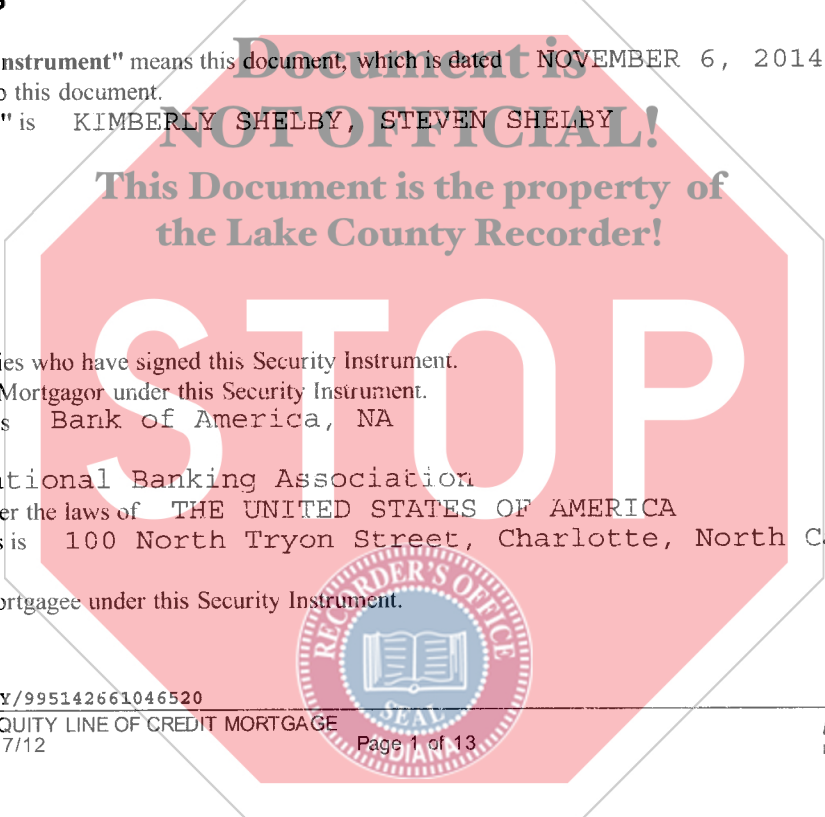 nstrument" means this document, which is dated NOVEMBER 6, 2014
this document.
" is KIMBERLY SHELBY, STEVEN SHELBY
Document is
NOT OFFICIAL!
This Document is the property of
the Lake County Recorder!
STOP
ies who have signed this Security Instrument.
Mortgagor under this Security Instrument.
s Bank of America, NA
tional Banking Association
er the laws of THE UNITED STATES OF AMERICA
s is 100 North Tryon Street, Charlotte, North C
ortgagee under this Security Instrument.
RECORDER'S OFFICE
SEAL
INDIANA
Y/995142661046520
QUITY LINE OF CREDIT MORTGAGE
7/12 Page 1 of 13